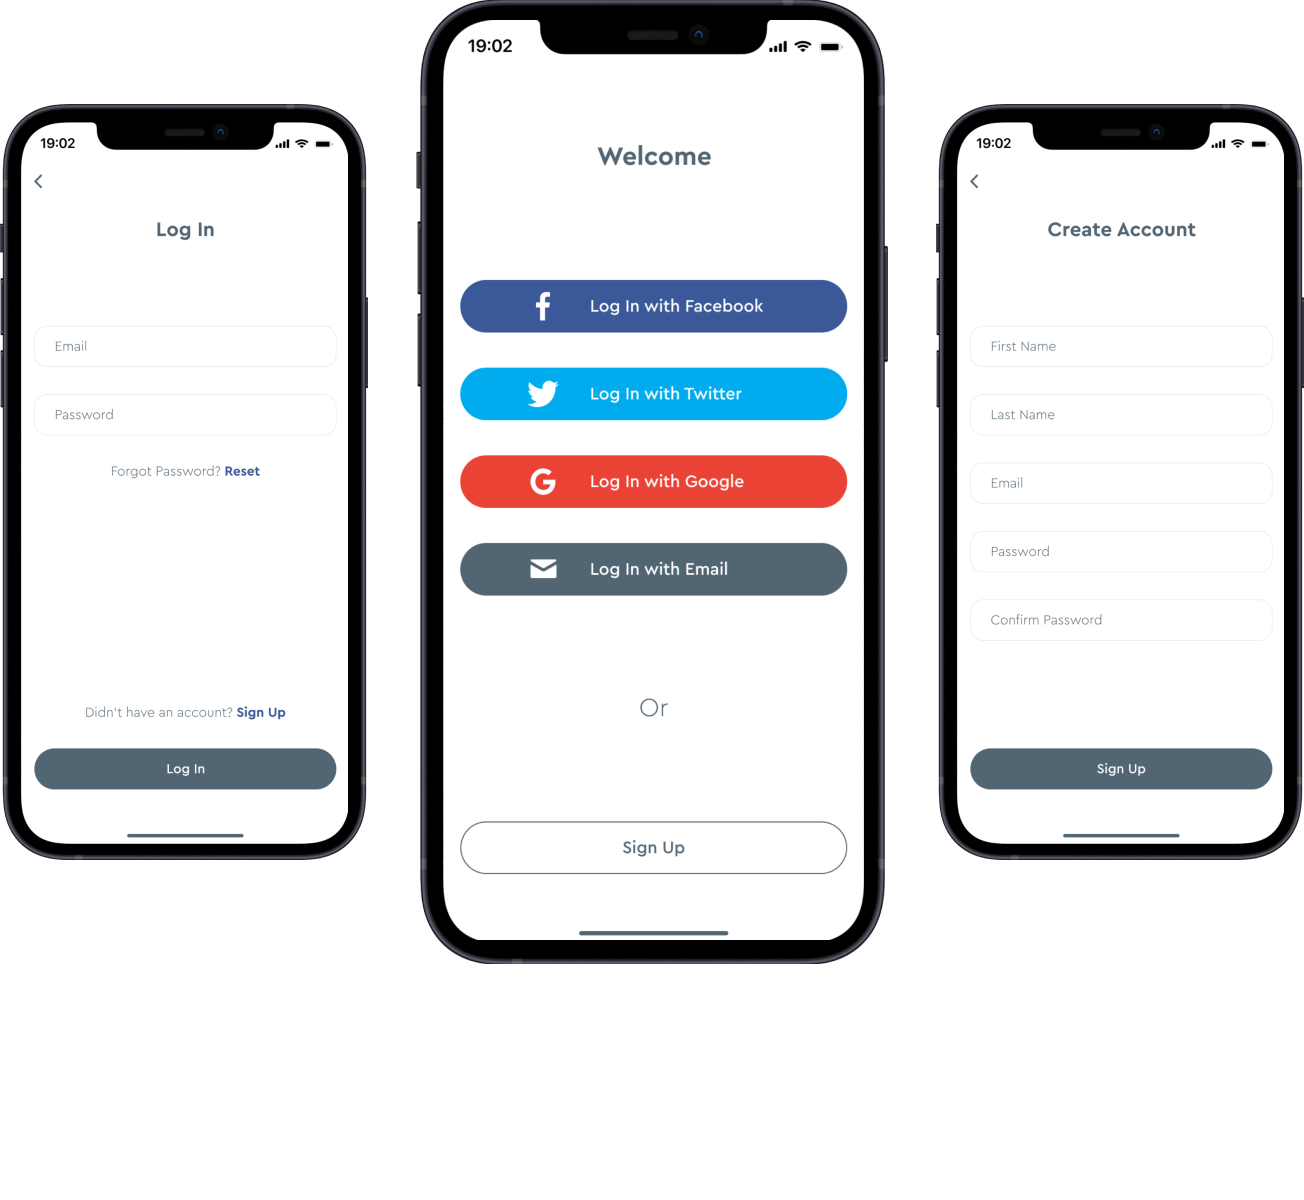 19:02
Log In
Email
Password
Forgot Password? Reset
Didn't have an account? Sign Up
Log In
19:02
Welcome
Log In with Facebook
Log In with Twitter
Log In with Google
Log In with Email
Or
Sign Up
19:02
Create Account
First Name
Last Name
Email
Password
Confirm Password
Sign Up